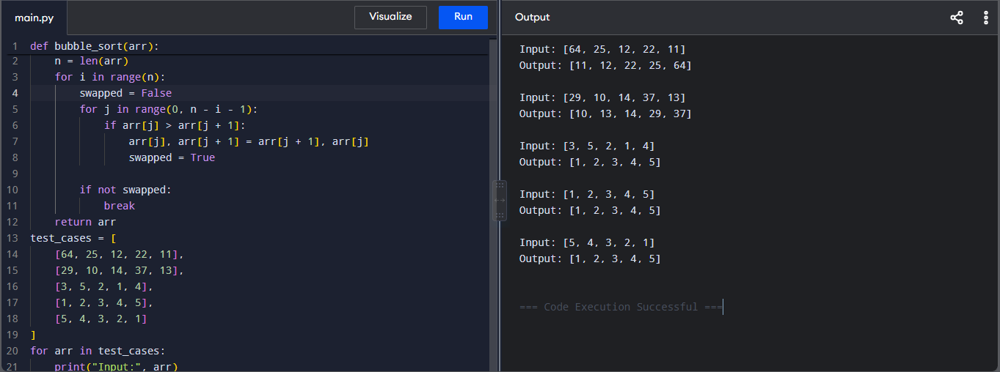 main.py
Visualize
Run
1 def bubble_sort(arr):
2     n = len(arr)
3     for i in range(n):
4         swapped = False
5         for j in range(0, n - i - 1):
6             if arr[j] > arr[j + 1]:
7                 arr[j], arr[j + 1] = arr[j + 1], arr[j]
8                 swapped = True
9
10         if not swapped:
11             break
12     return arr
13 test_cases = [
14     [64, 25, 12, 22, 11],
15     [29, 10, 14, 37, 13],
16     [3, 5, 2, 1, 4],
17     [1, 2, 3, 4, 5],
18     [5, 4, 3, 2, 1]
19 ]
20 for arr in test_cases:
21     print("Input:", arr)
Output
Input: [64, 25, 12, 22, 11]
Output: [11, 12, 22, 25, 64]
Input: [29, 10, 14, 37, 13]
Output: [10, 13, 14, 29, 37]
Input: [3, 5, 2, 1, 4]
Output: [1, 2, 3, 4, 5]
Input: [1, 2, 3, 4, 5]
Output: [1, 2, 3, 4, 5]
Input: [5, 4, 3, 2, 1]
Output: [1, 2, 3, 4, 5]
=== Code Execution Successful ===